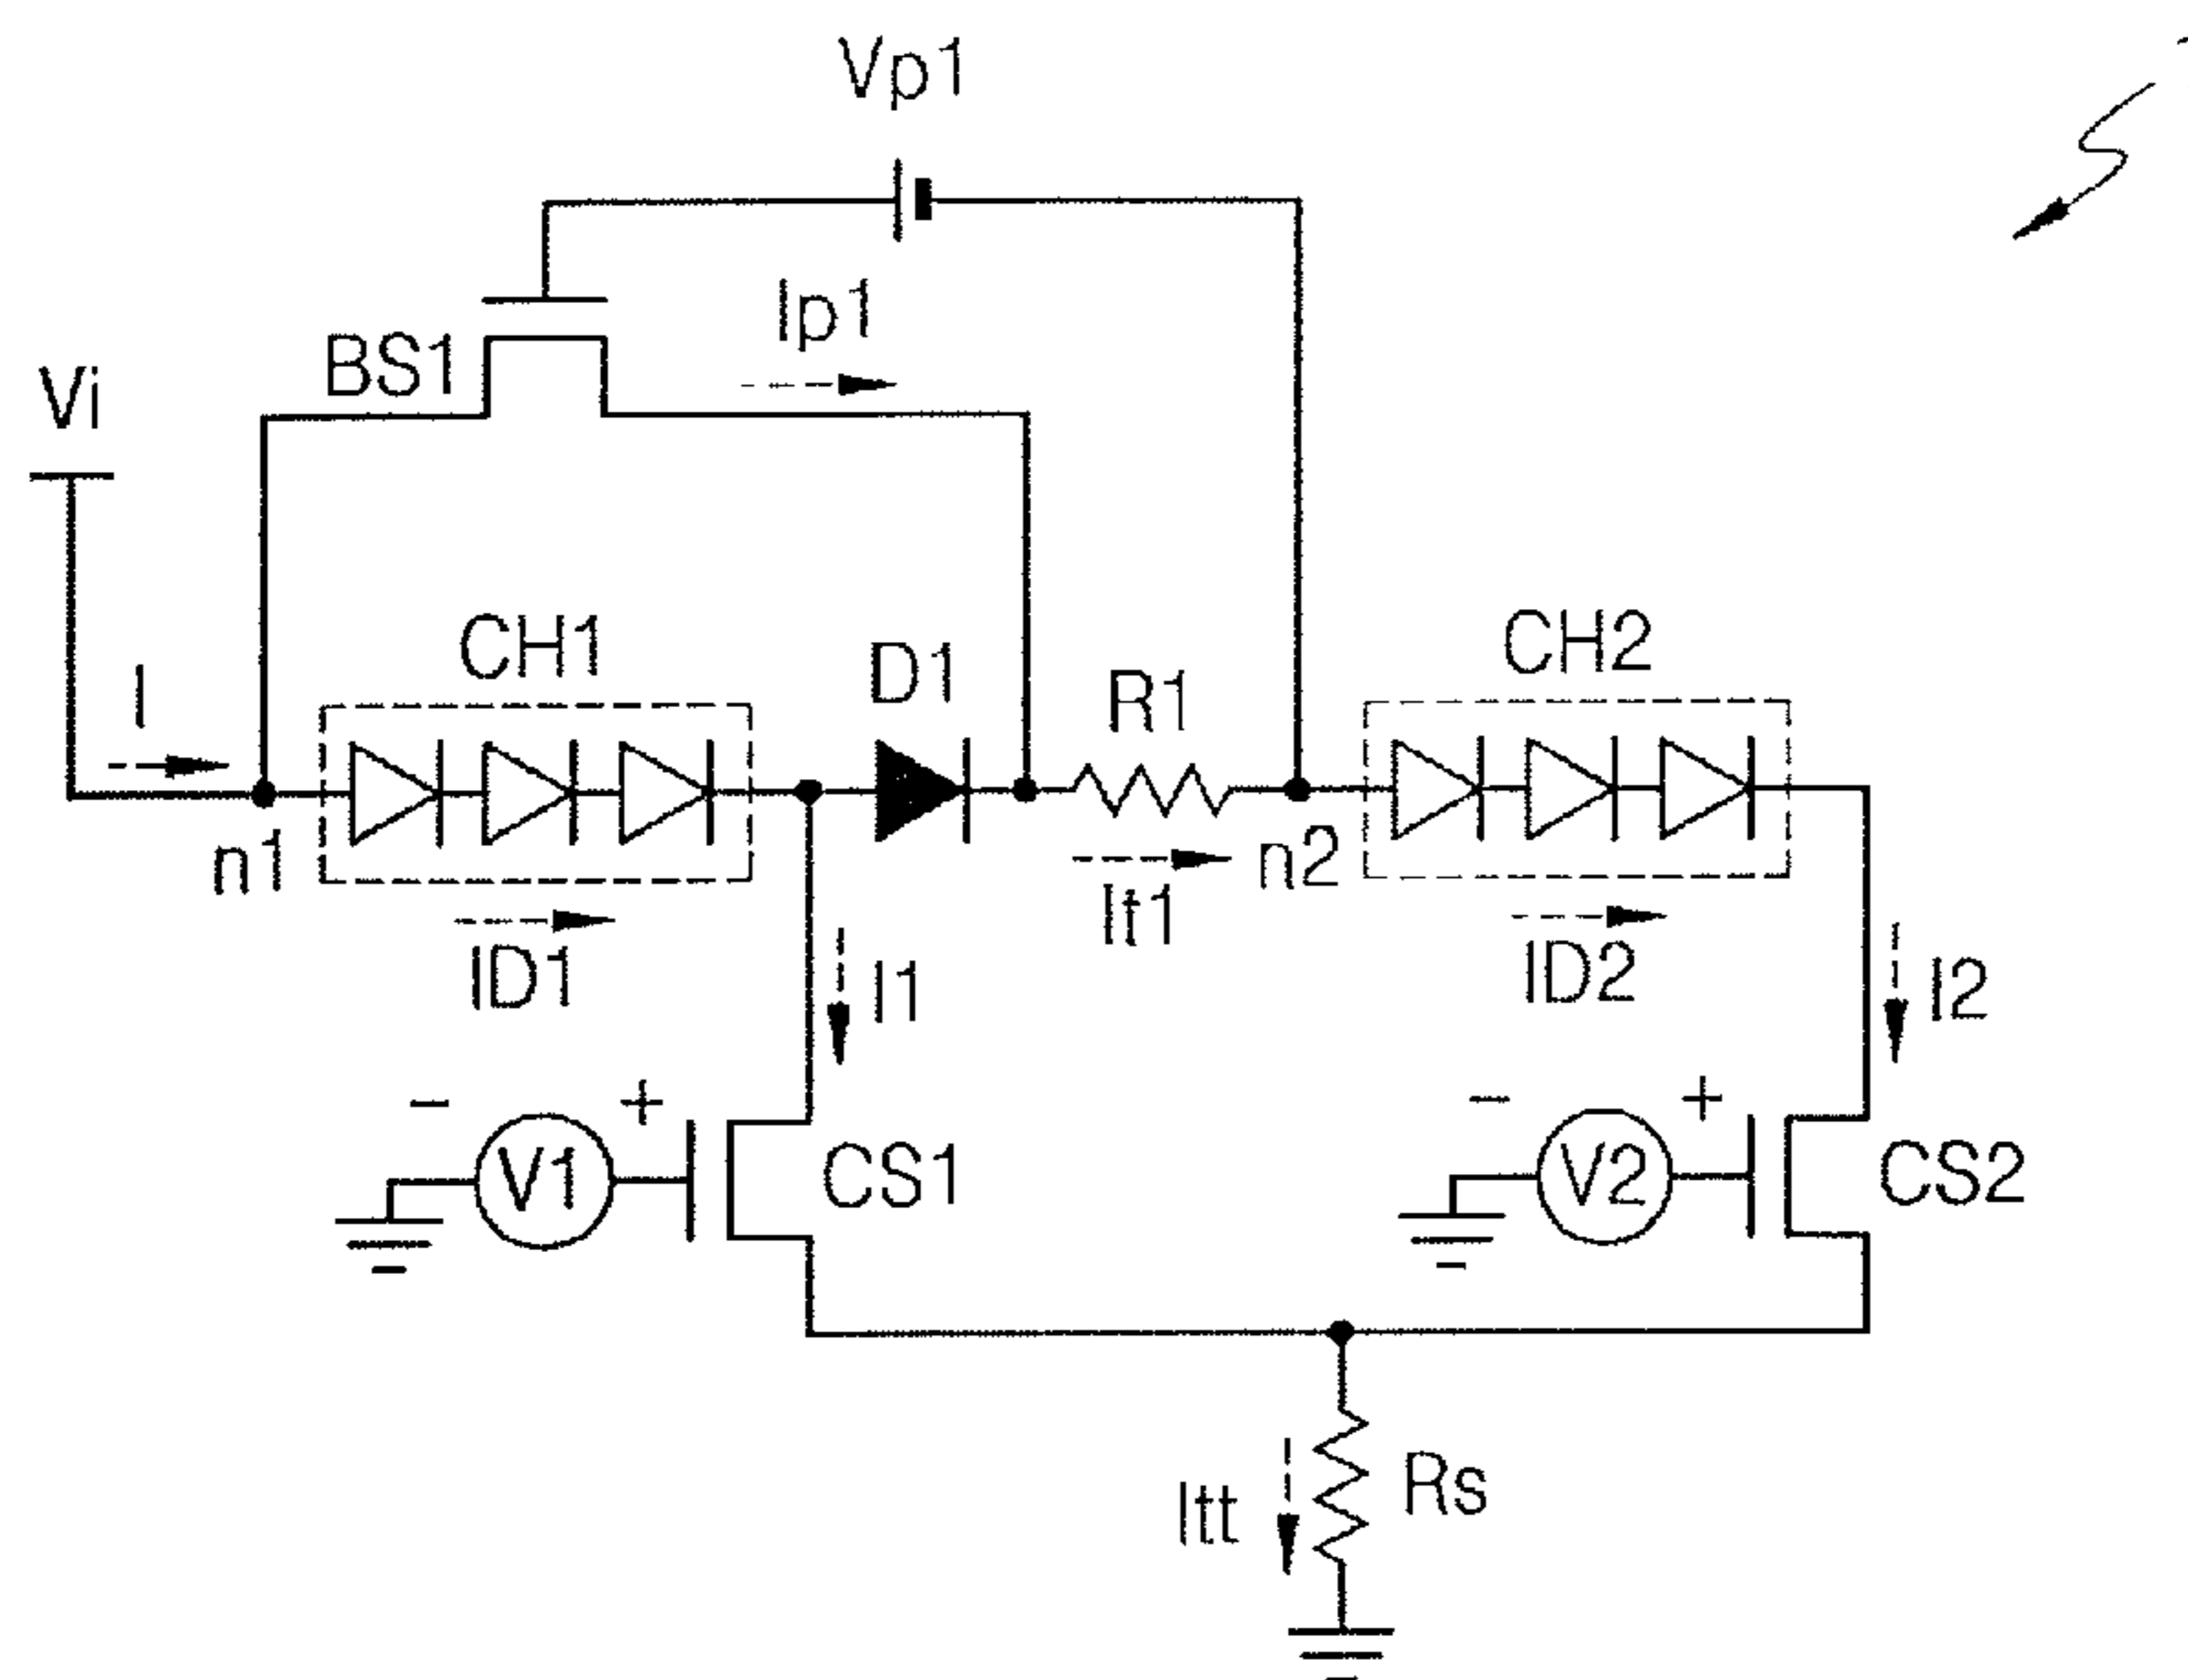 Vp1
Ip1
BS1
Vi
CH1
D1
R1
CH2
I
n1
n2
It1
ID1
I1
ID2
I2
- +
V1
CS1
- +
V2
CS2
Itt
Rs